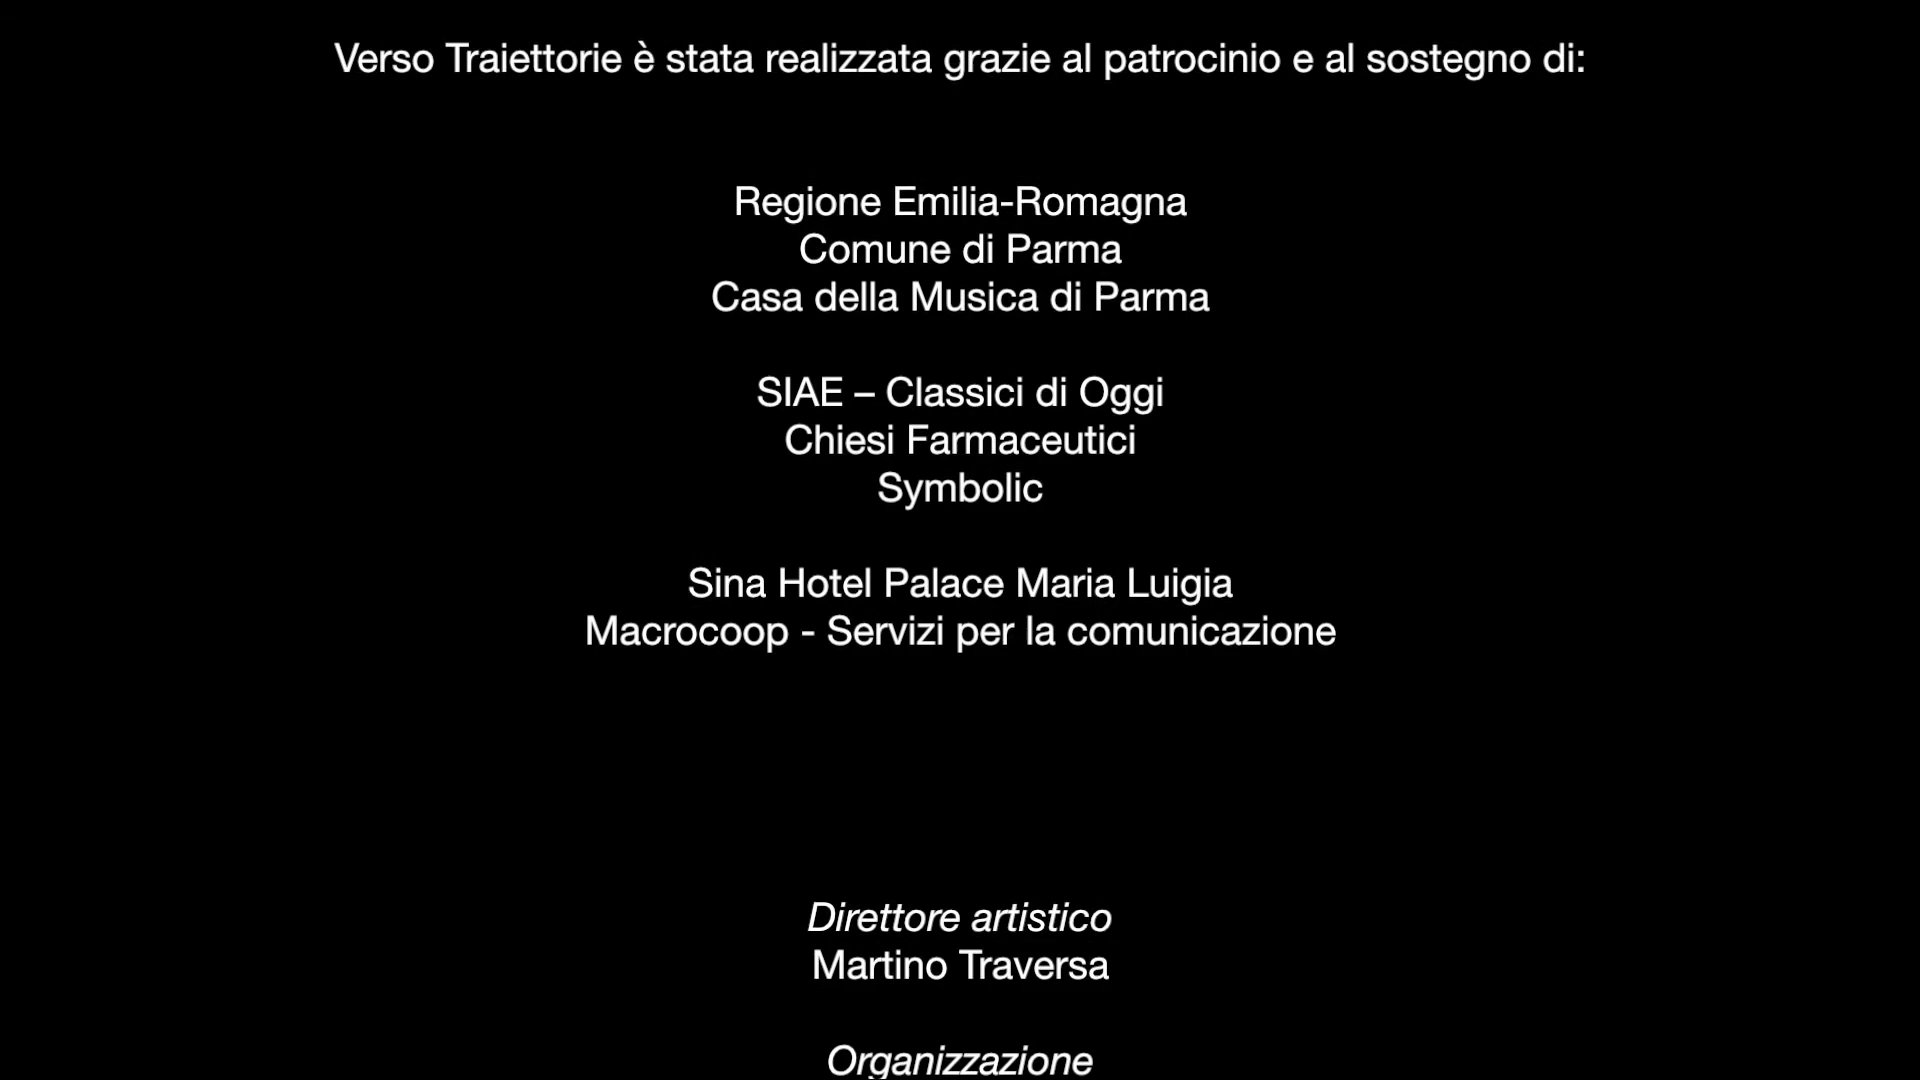 Verso Traiettorie è stata realizzata grazie al patrocinio e al sostegno di:
Regione Emilia-Romagna
Comune di Parma
Casa della Musica di Parma
SIAE – Classici di Oggi
Chiesi Farmaceutici
Symbolic
Sina Hotel Palace Maria Luigia
Macrocoop - Servizi per la comunicazione
Direttore artistico
Martino Traversa
Organizzazione